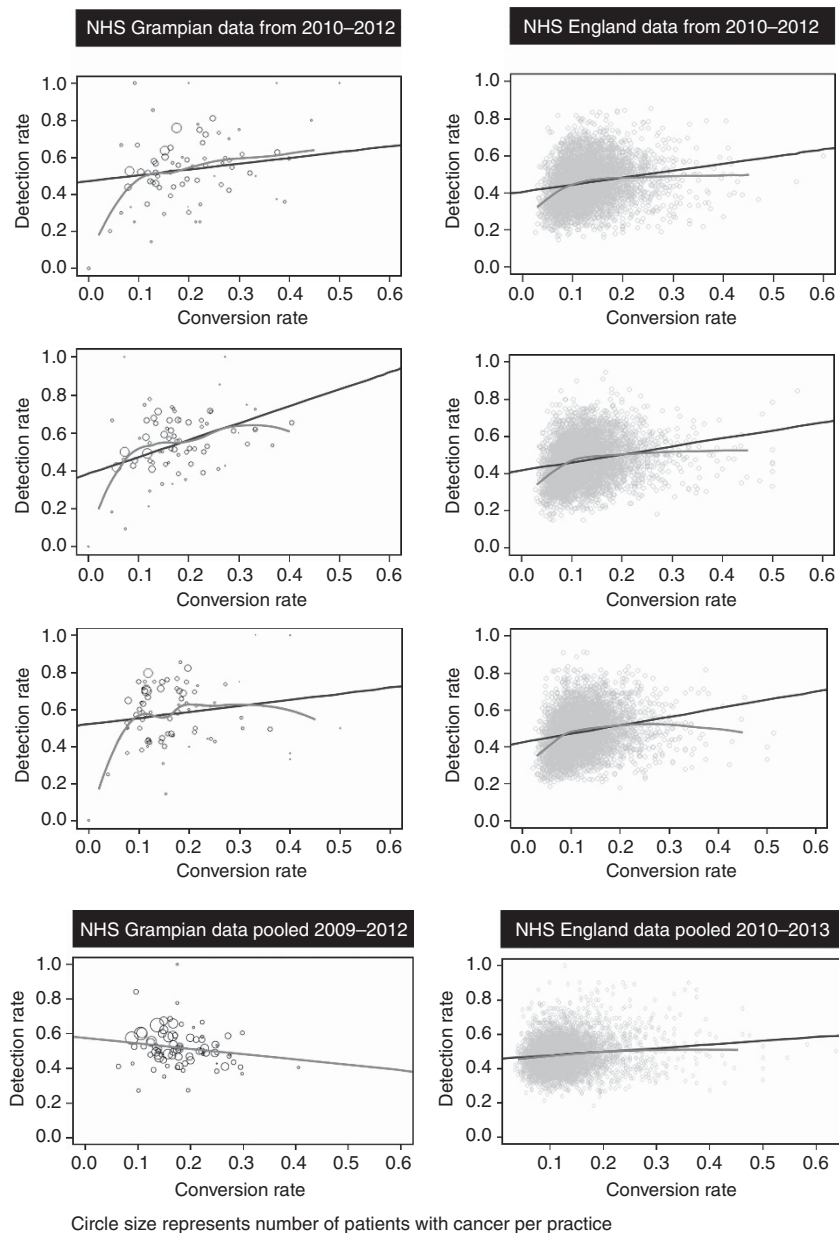 NHS Grampian data from 2010–2012
NHS England data from 2010–2012
1.0
0.8
0.6
0.4
0.2
0.0
Detection rate
0.0 0.1 0.2 0.3 0.4 0.5 0.6
Conversion rate
1.0
0.8
0.6
0.4
0.2
0.0
Detection rate
0.0 0.1 0.2 0.3 0.4 0.5 0.6
Conversion rate
1.0
0.8
0.6
0.4
0.2
0.0
Detection rate
0.0 0.1 0.2 0.3 0.4 0.5 0.6
Conversion rate
1.0
0.8
0.6
0.4
0.2
0.0
Detection rate
0.0 0.1 0.2 0.3 0.4 0.5 0.6
Conversion rate
1.0
0.8
0.6
0.4
0.2
0.0
Detection rate
0.0 0.1 0.2 0.3 0.4 0.5 0.6
Conversion rate
1.0
0.8
0.6
0.4
0.2
0.0
Detection rate
0.0 0.1 0.2 0.3 0.4 0.5 0.6
Conversion rate
NHS Grampian data pooled 2009–2012
NHS England data pooled 2010–2013
1.0
0.8
0.6
0.4
0.2
0.0
Detection rate
0.0 0.1 0.2 0.3 0.4 0.5 0.6
Conversion rate
1.0
0.8
0.6
0.4
0.2
0.0
Detection rate
0.1 0.2 0.3 0.4 0.5 0.6
Conversion rate
Circle size represents number of patients with cancer per practice